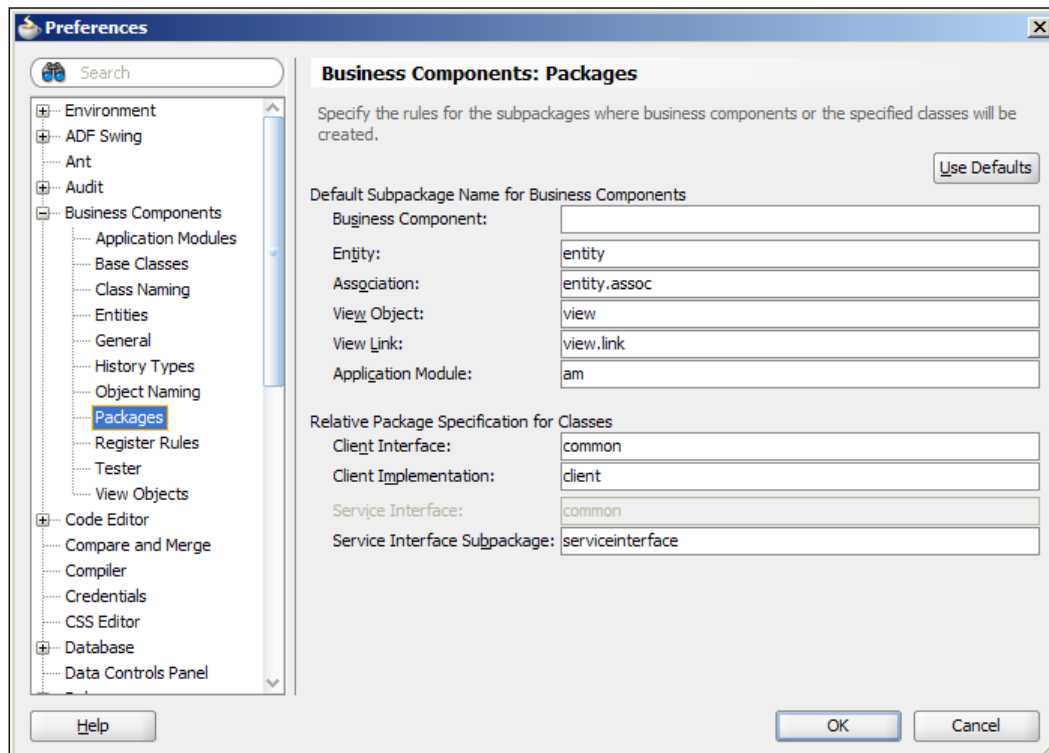 Preferences
Search
Environment
ADF Swing
Ant
Audit
Business Components
Application Modules
Base Classes
Class Naming
Entities
General
History Types
Object Naming
Packages
Register Rules
Tester
View Objects
Code Editor
Compare and Merge
Compiler
Credentials
CSS Editor
Database
Data Controls Panel
Business Components: Packages
Specify the rules for the subpackages where business components or the specified classes will be
created.
Use Defaults
Default Subpackage Name for Business Components
Business Component:
Entity: entity
Association: entity.assoc
View Object: view
View Link: view.link
Application Module: am
Relative Package Specification for Classes
Client Interface: common
Client Implementation: client
Service Interface: common
Service Interface Subpackage: serviceinterface
Help
OK
Cancel